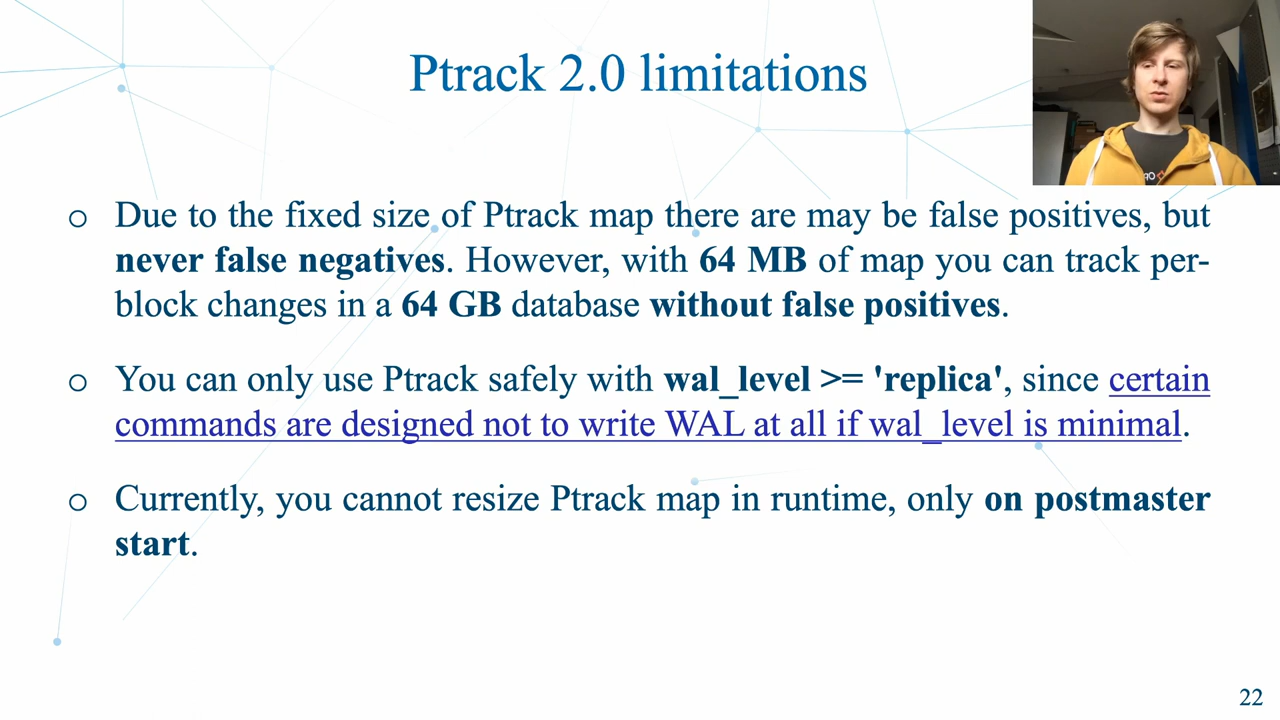 Ptrack 2.0 limitations
o Due to the fixed size of Ptrack map there are may be false positives, but
never false negatives. However, with 64 MB of map you can track per-
block changes in a 64 GB database without false positives.
o You can only use Ptrack safely with wal_level >= 'replica', since certain
commands are designed not to write WAL at all if wal_level is minimal.
o Currently, you cannot resize Ptrack map in runtime, only on postmaster
start.
22